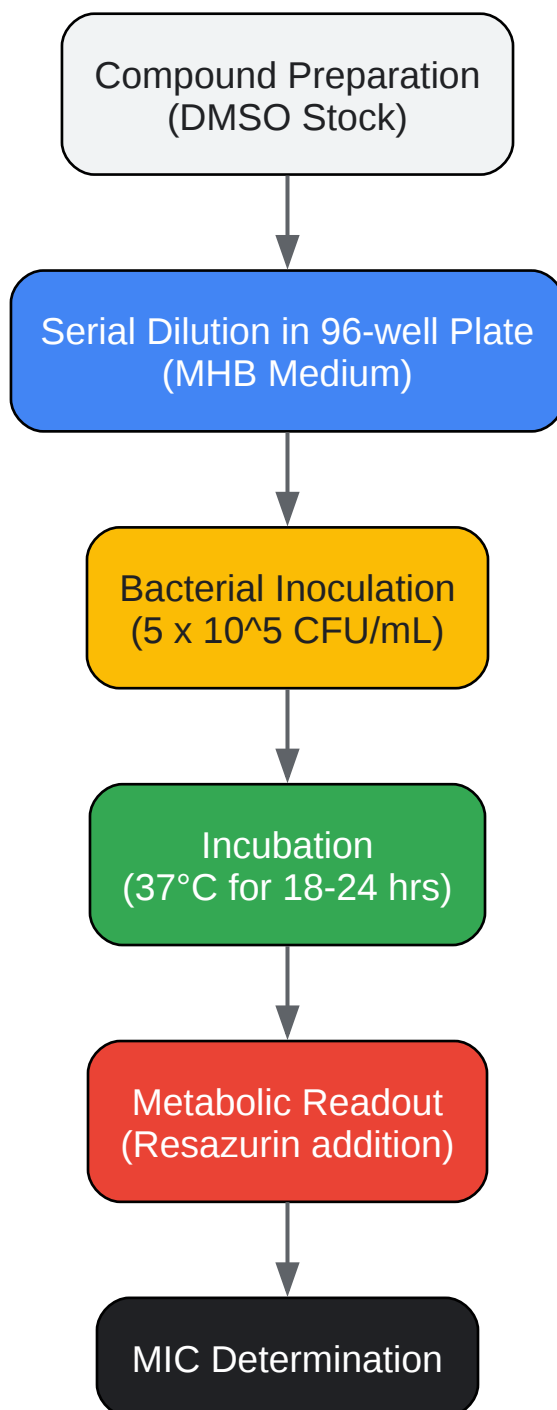 Compound Preparation
(DMSO Stock)
Serial Dilution in 96-well Plate
(MHB Medium)
Bacterial Inoculation
(5 x 10^5 CFU/mL)
Incubation
(37°C for 18-24 hrs)
Metabolic Readout
(Resazurin addition)
MIC Determination